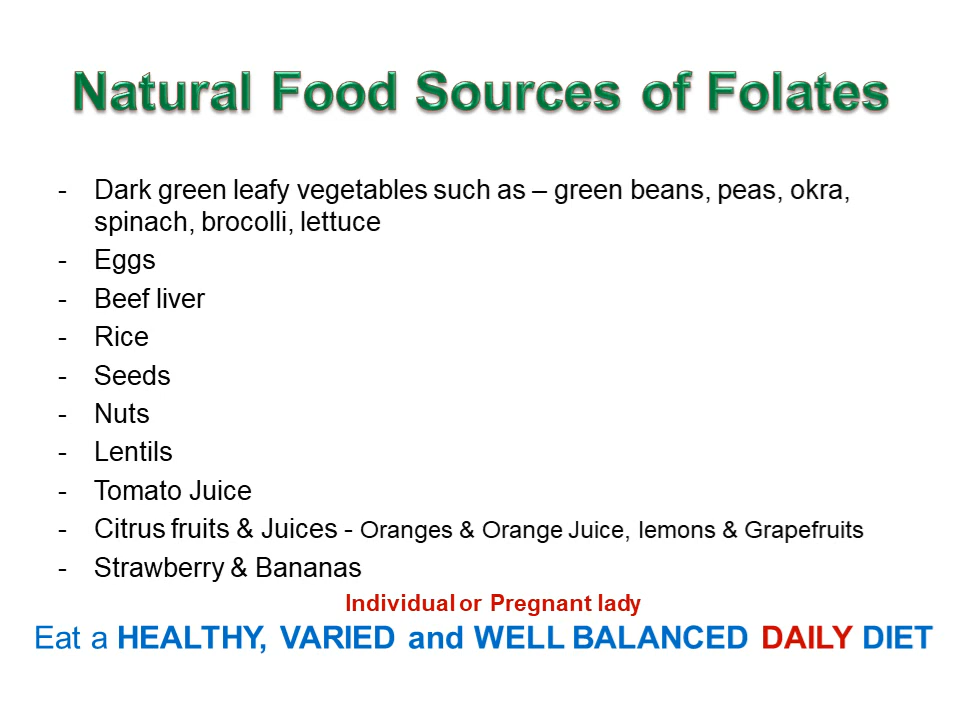 Natural Food Sources of Folates
- Dark green leafy vegetables such as – green beans, peas, okra,
spinach, brocolli, lettuce
- Eggs
- Beef liver
- Rice
- Seeds
- Nuts
- Lentils
- Tomato Juice
- Citrus fruits & Juices - Oranges & Orange Juice, lemons & Grapefruits
- Strawberry & Bananas
Individual or Pregnant lady
Eat a HEALTHY, VARIED and WELL BALANCED DAILY DIET